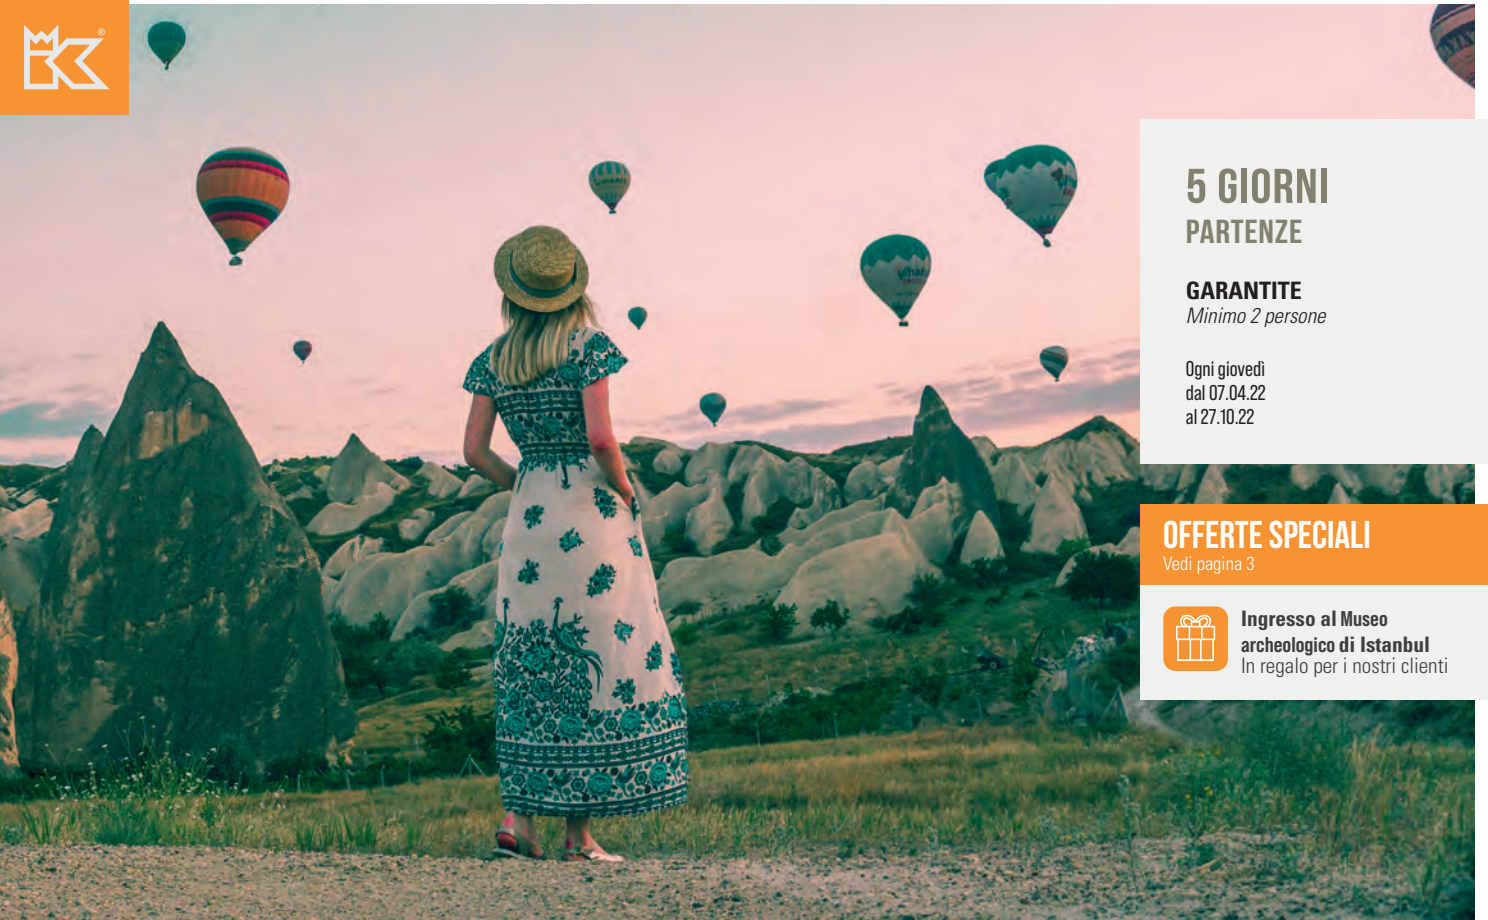 5 GIORNI
PARTENZE
GARANTITE
Minimo 2 persone
Ogni giovedì
dal 07.04.22
al 27.10.22
OFFERTE SPECIALI
Vedi pagina 3
Ingresso al Museo
archeologico di Istanbul
In regalo per i nostri clienti